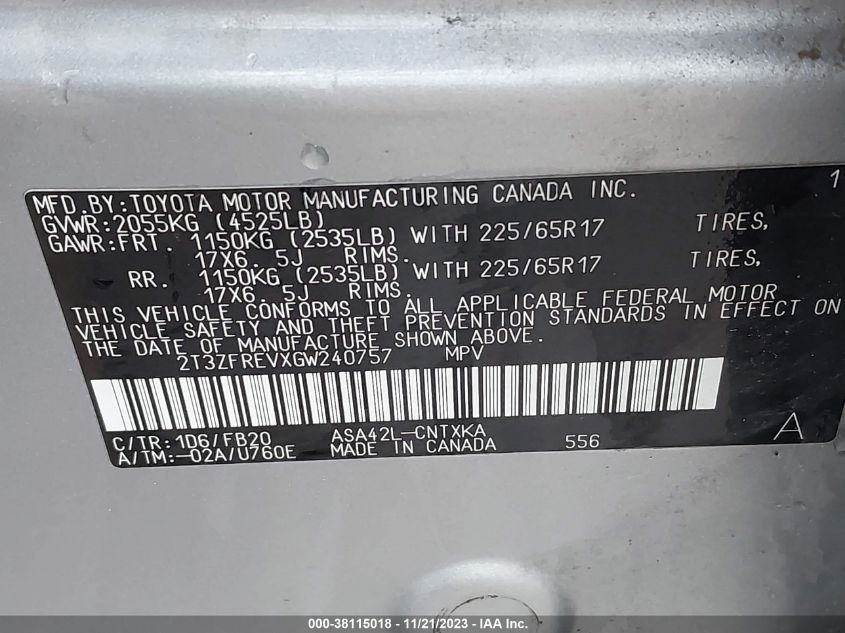 MFD.BY:TOYOTA MOTOR MANUFACTURING CANADA INC. 1
GVWR:2055KG (4525LB)
GAWR:FRT. 1150KG (2535LB) WITH 225/65R17 TIRES,
17X6. 5J RIMS.
RR. 1150KG (2535LB) WITH 225/65R17 TIRES,
17X6. 5J RIMS.
THIS VEHICLE CONFORMS TO ALL APPLICABLE FEDERAL MOTOR
VEHICLE SAFETY AND THEFT PREVENTION STANDARDS IN EFFECT ON
THE DATE OF MANUFACTURE SHOWN ABOVE.
2T3ZFREVXGW240757 MPV
C/TR:1D6/FB20 ASA42L-CNTXKA
A/TM:-02A/U760E MADE IN CANADA 556 A
000-38115018 - 11/21/2023 - IAA Inc.